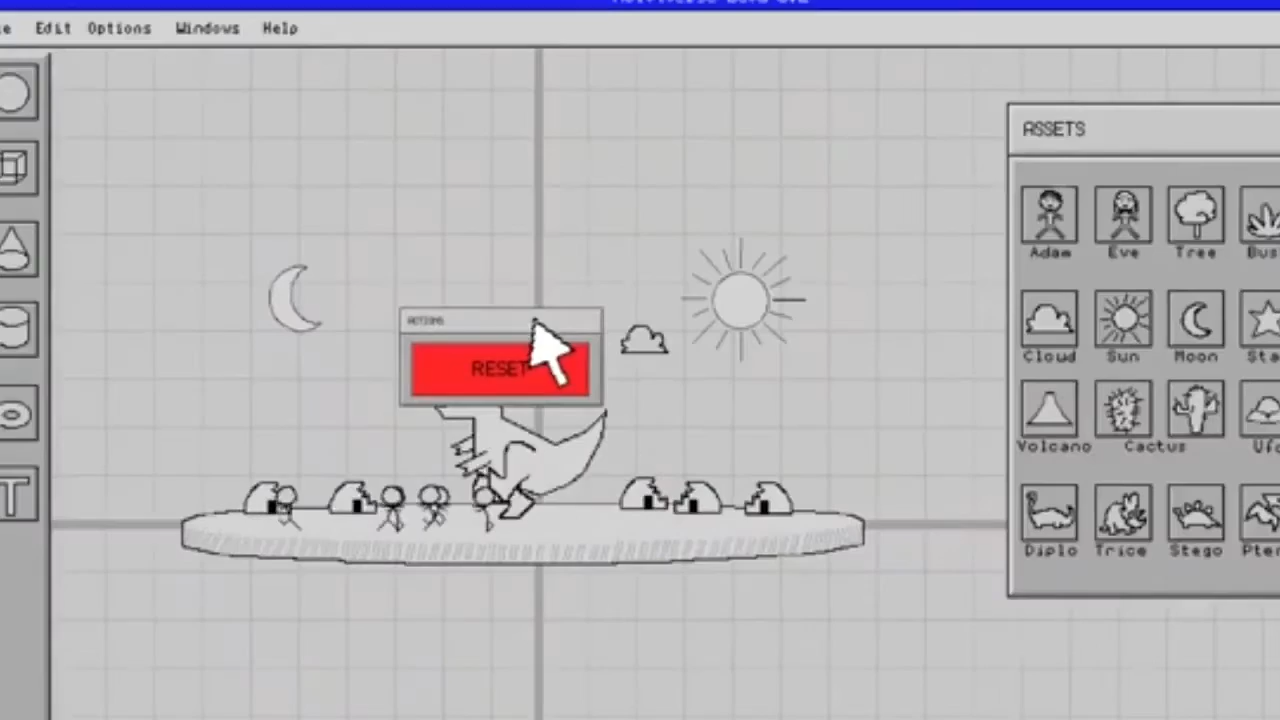 Edit Options Windows Help
ASSETS
Adam Eve Tree
Cloud Sun Moon
RESET
Volcano Cactus
T
Diplo Trice Stego